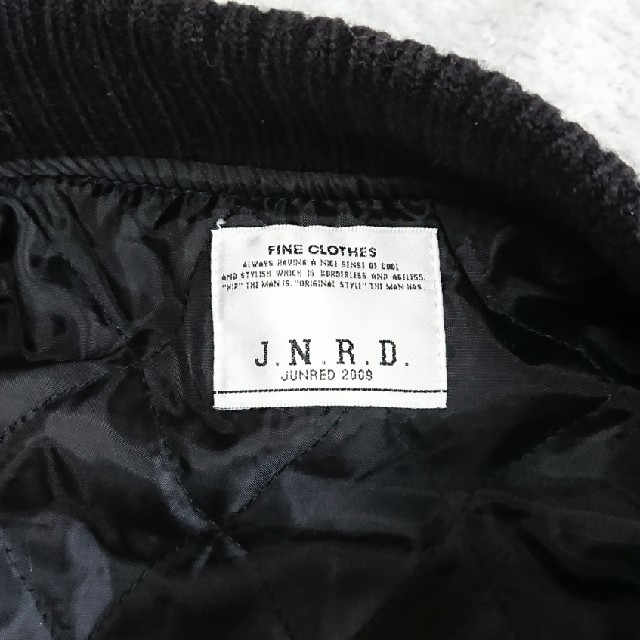 FINE CLOTHES
ALWAYS HAVING A NICE SENSE OF COOL
AND STYLISH WHICH IS BORDERLESS AND AGELESS.
"HIP" THE MAN IS. "ORIGINAL STYLE" THE MAN HAS.
J.N.R.D.
JUNRED 2009